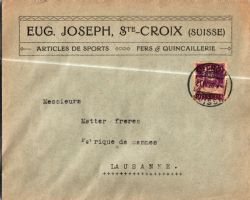 EUG. JOSEPH, STE-CROIX (SUISSE)
ARTICLES DE SPORTS FERS & QUINCAILLERIE
Messieurs
Matter freres
Fabrique de cannes
LAUSANNE.